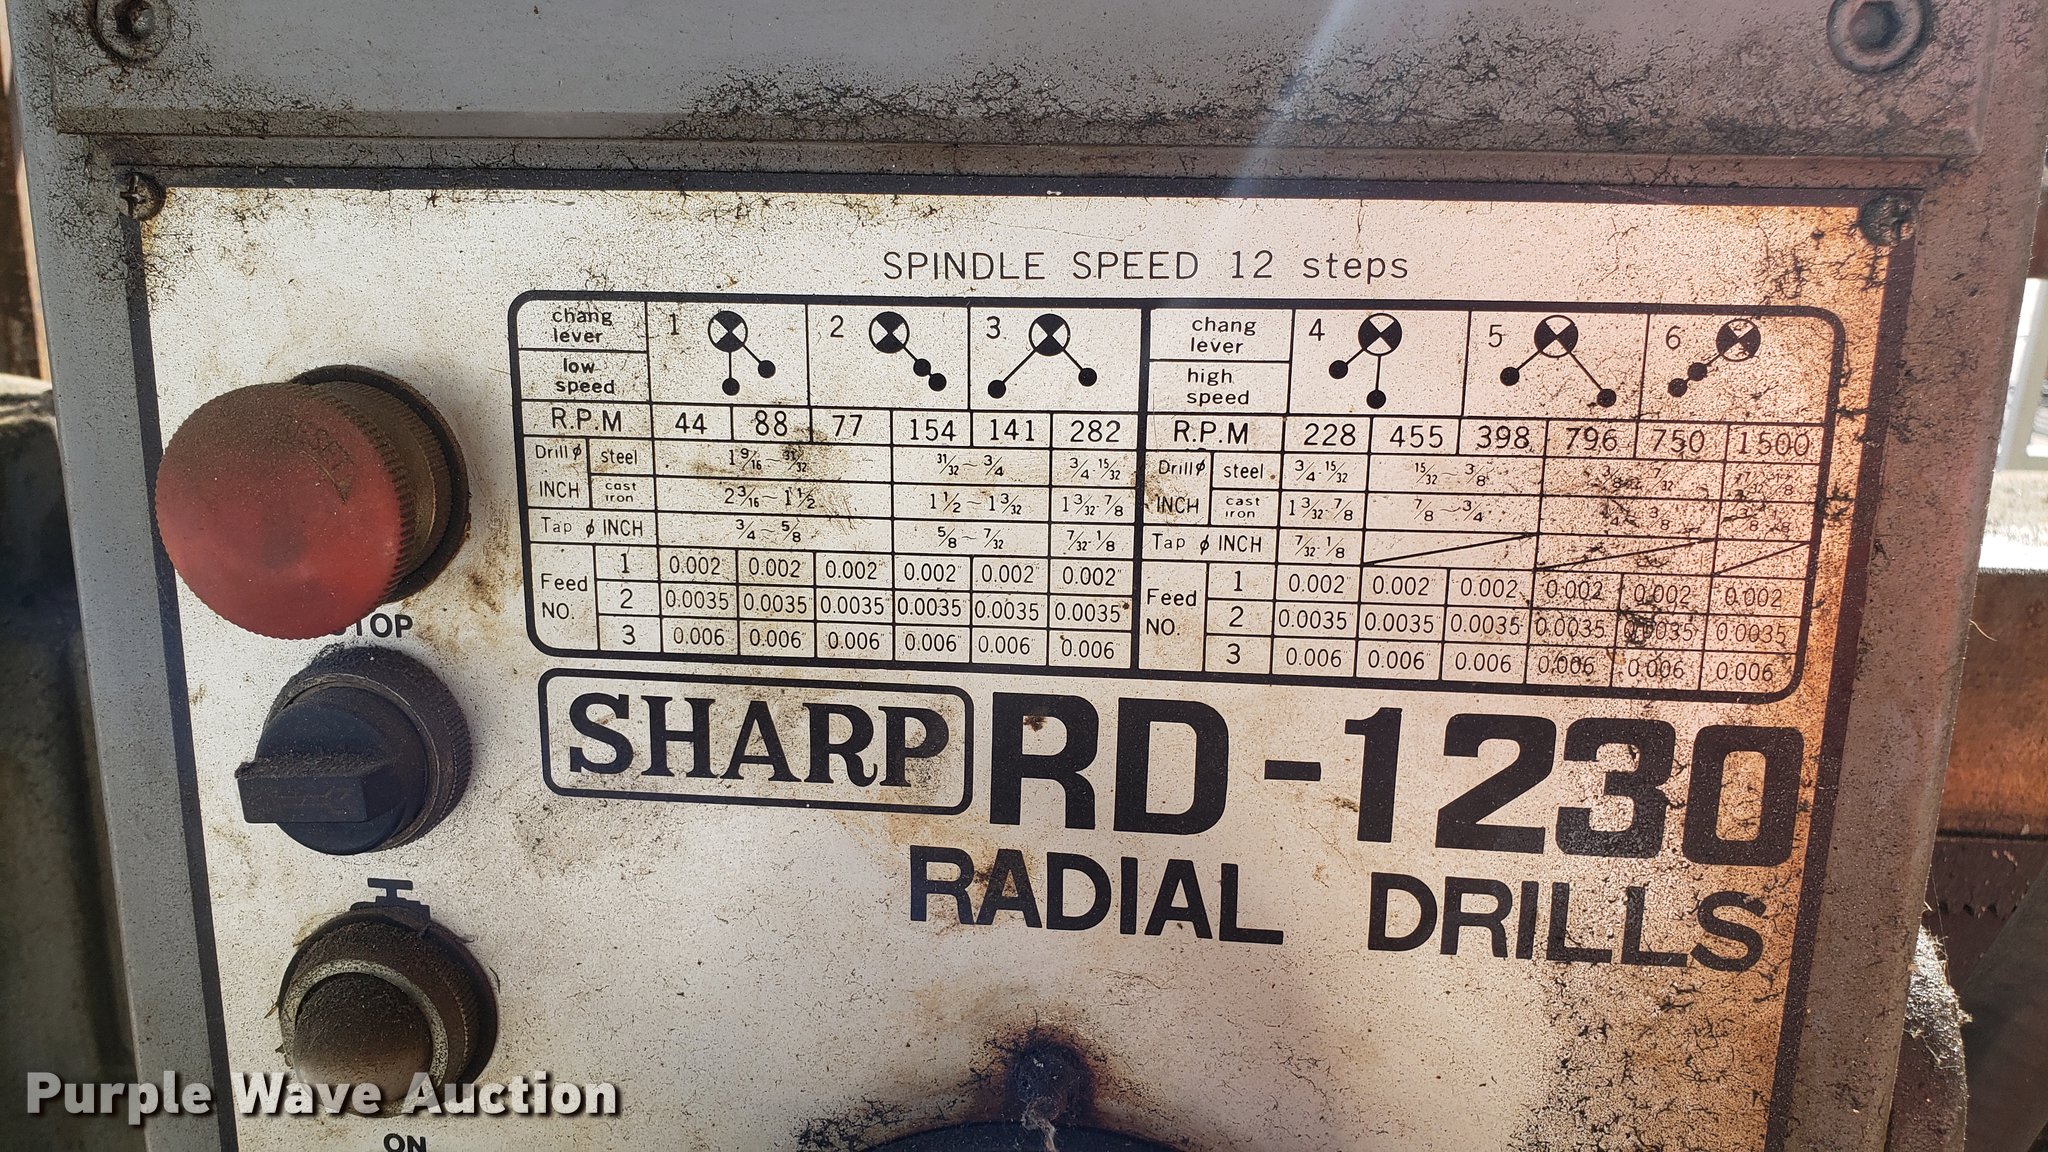 SPINDLE SPEED 12 steps
chang lever 1 2 3 chang lever 4 5 6
low speed high speed
R.P.M 44 88 77 154 141 282 R.P.M 228 455 398 796 750 1500
Drill ϕ INCH steel 1 9/16 ~ 31/32 31/32 ~ 3/4 3/4 15/32 Drill ϕ INCH steel 3/4 15/32 15/32 ~ 3/8
cast iron 2 3/16 ~ 1 1/2 1 1/2 ~ 1 3/32 1 3/32 7/8 cast iron 1 3/32 7/8 7/8 ~ 3/4
Tap ϕ INCH 3/4 ~ 5/8 5/8 ~ 7/32 7/32 1/8 Tap ϕ INCH 7/32 1/8
Feed NO. 1 0.002 0.002 0.002 0.002 0.002 0.002 Feed NO. 1 0.002 0.002 0.002 0.002 0.002 0.002
2 0.0035 0.0035 0.0035 0.0035 0.0035 0.0035 2 0.0035 0.0035 0.0035 0.0035 0.0035 0.0035
3 0.006 0.006 0.006 0.006 0.006 0.006 3 0.006 0.006 0.006 0.006 0.006 0.006
STOP
SHARP RD-1230
RADIAL DRILLS
ON
Purple Wave Auction